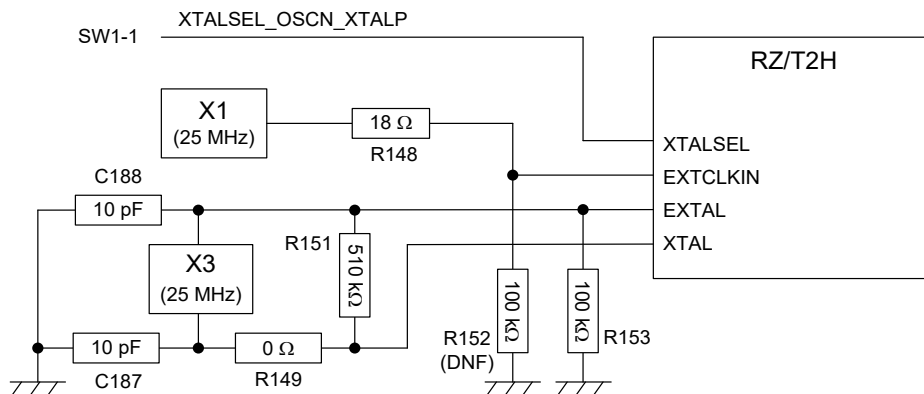 XTALSEL_OSCN_XTALP
SW1-1
RZ/T2H
X1
(25 MHz)
18 Ω
R148
XTALSEL
EXTCLKIN
EXTAL
XTAL
C188
10 pF
X3
(25 MHz)
R151
510 kΩ
100 kΩ
R152
(DNF)
100 kΩ
R153
10 pF
C187
0 Ω
R149